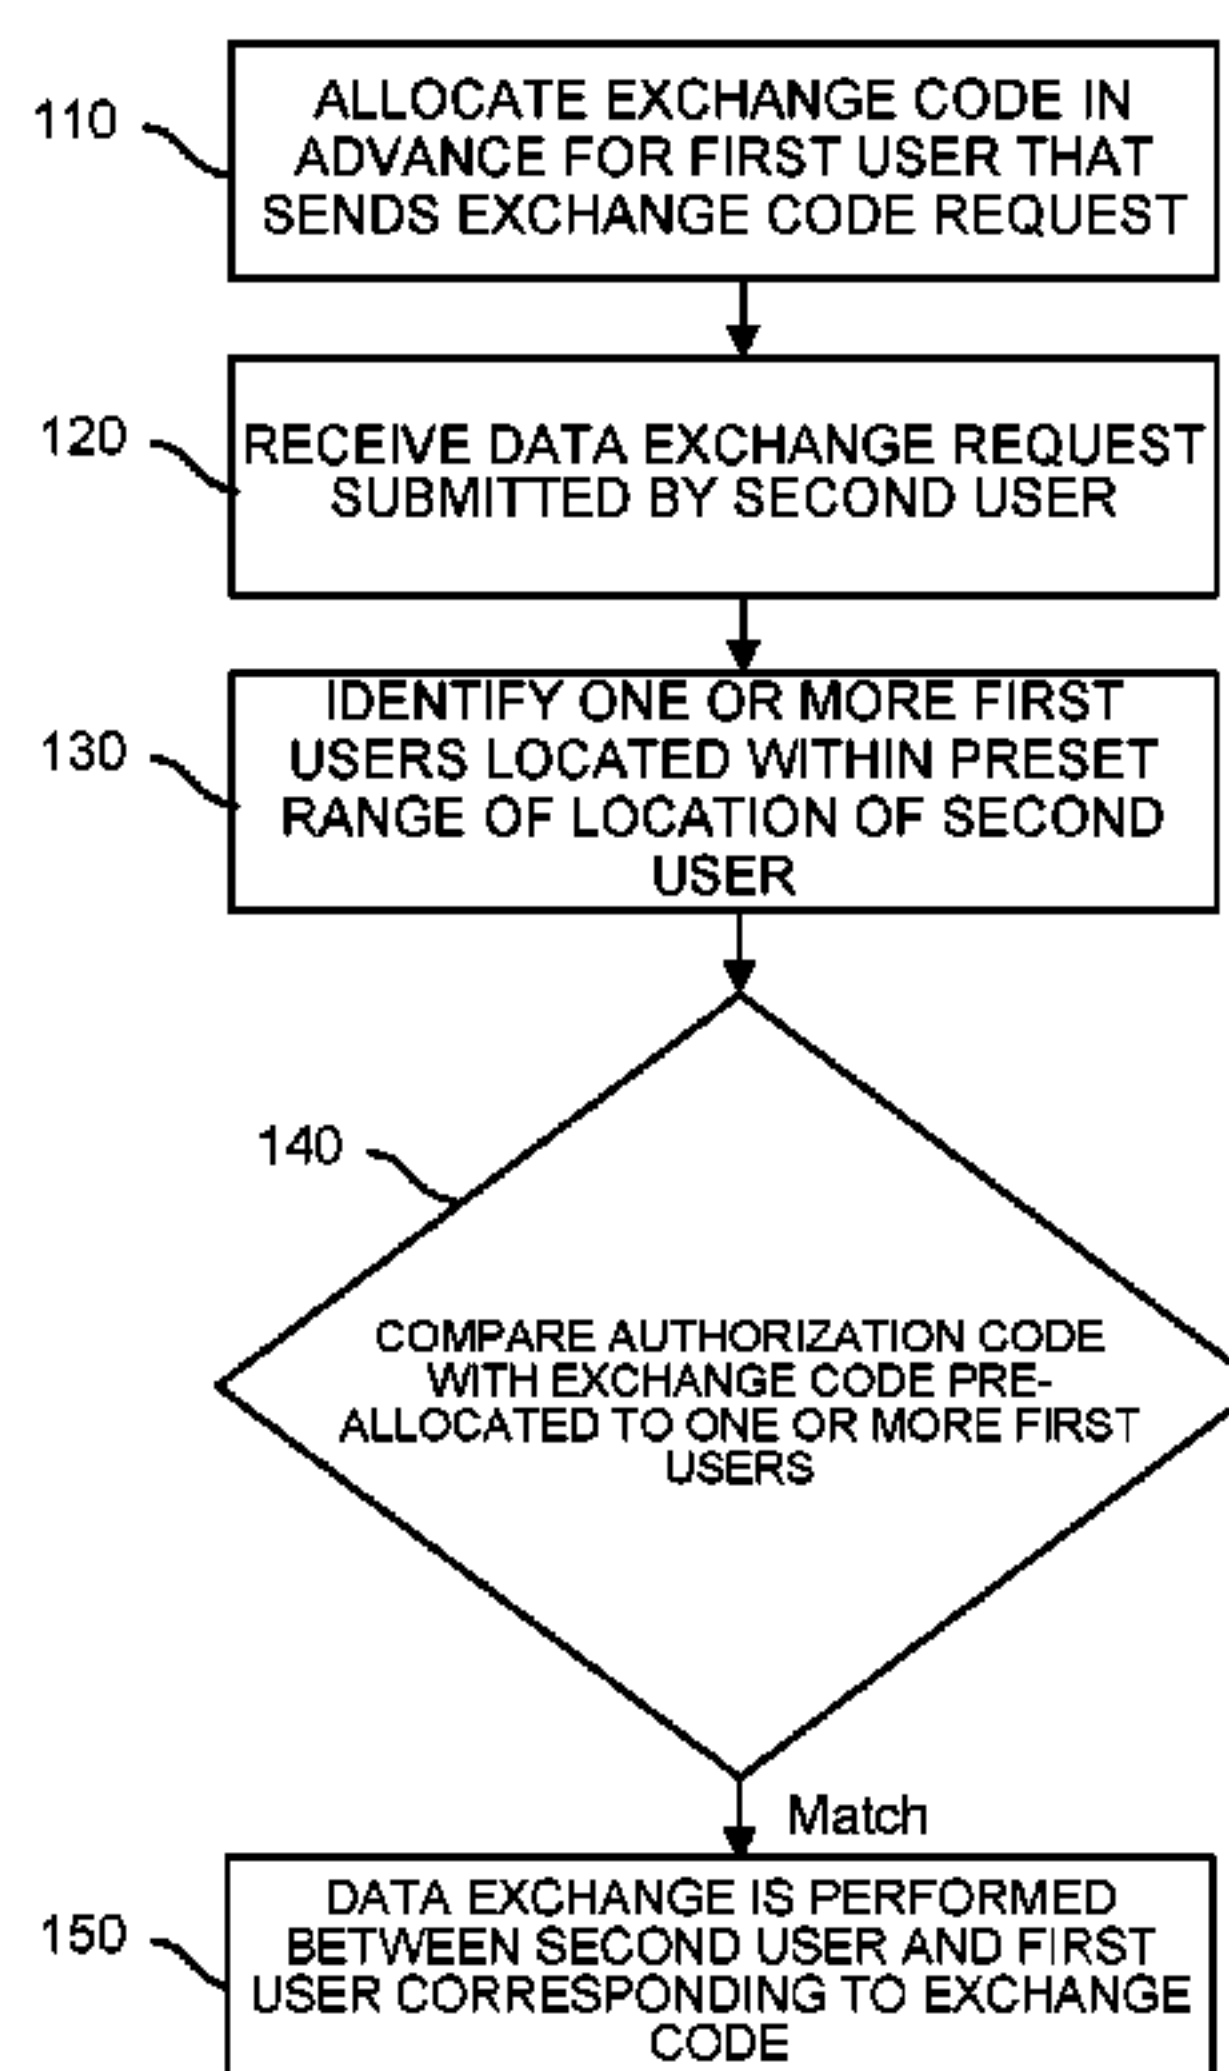 110
ALLOCATE EXCHANGE CODE IN
ADVANCE FOR FIRST USER THAT
SENDS EXCHANGE CODE REQUEST
120
RECEIVE DATA EXCHANGE REQUEST
SUBMITTED BY SECOND USER
130
IDENTIFY ONE OR MORE FIRST
USERS LOCATED WITHIN PRESET
RANGE OF LOCATION OF SECOND
USER
140
COMPARE AUTHORIZATION CODE
WITH EXCHANGE CODE PRE-
ALLOCATED TO ONE OR MORE FIRST
USERS
Match
150
DATA EXCHANGE IS PERFORMED
BETWEEN SECOND USER AND FIRST
USER CORRESPONDING TO EXCHANGE
CODE